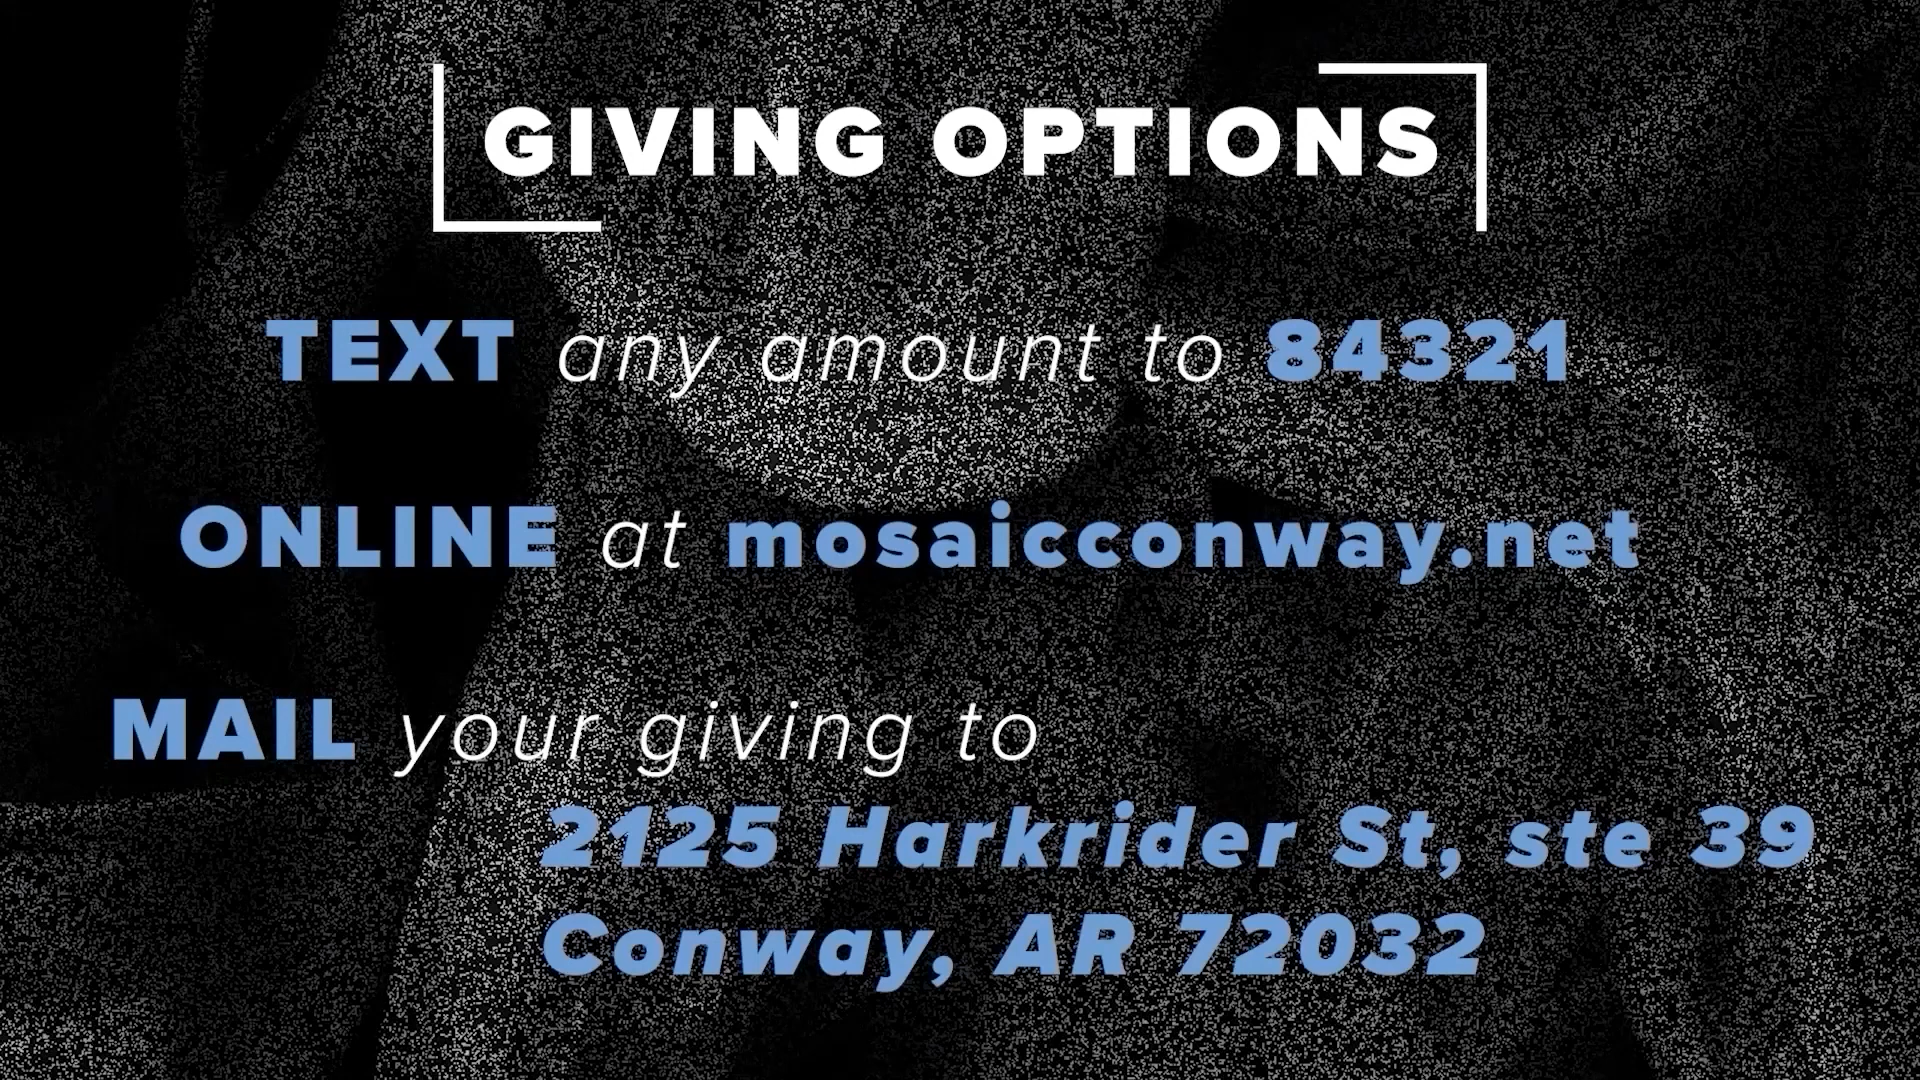 GIVING OPTIONS
TEXT any amount to 84321
ONLINE at mosaicconway.net
MAIL your giving to
2125 Harkrider St, ste 39
Conway, AR 72032